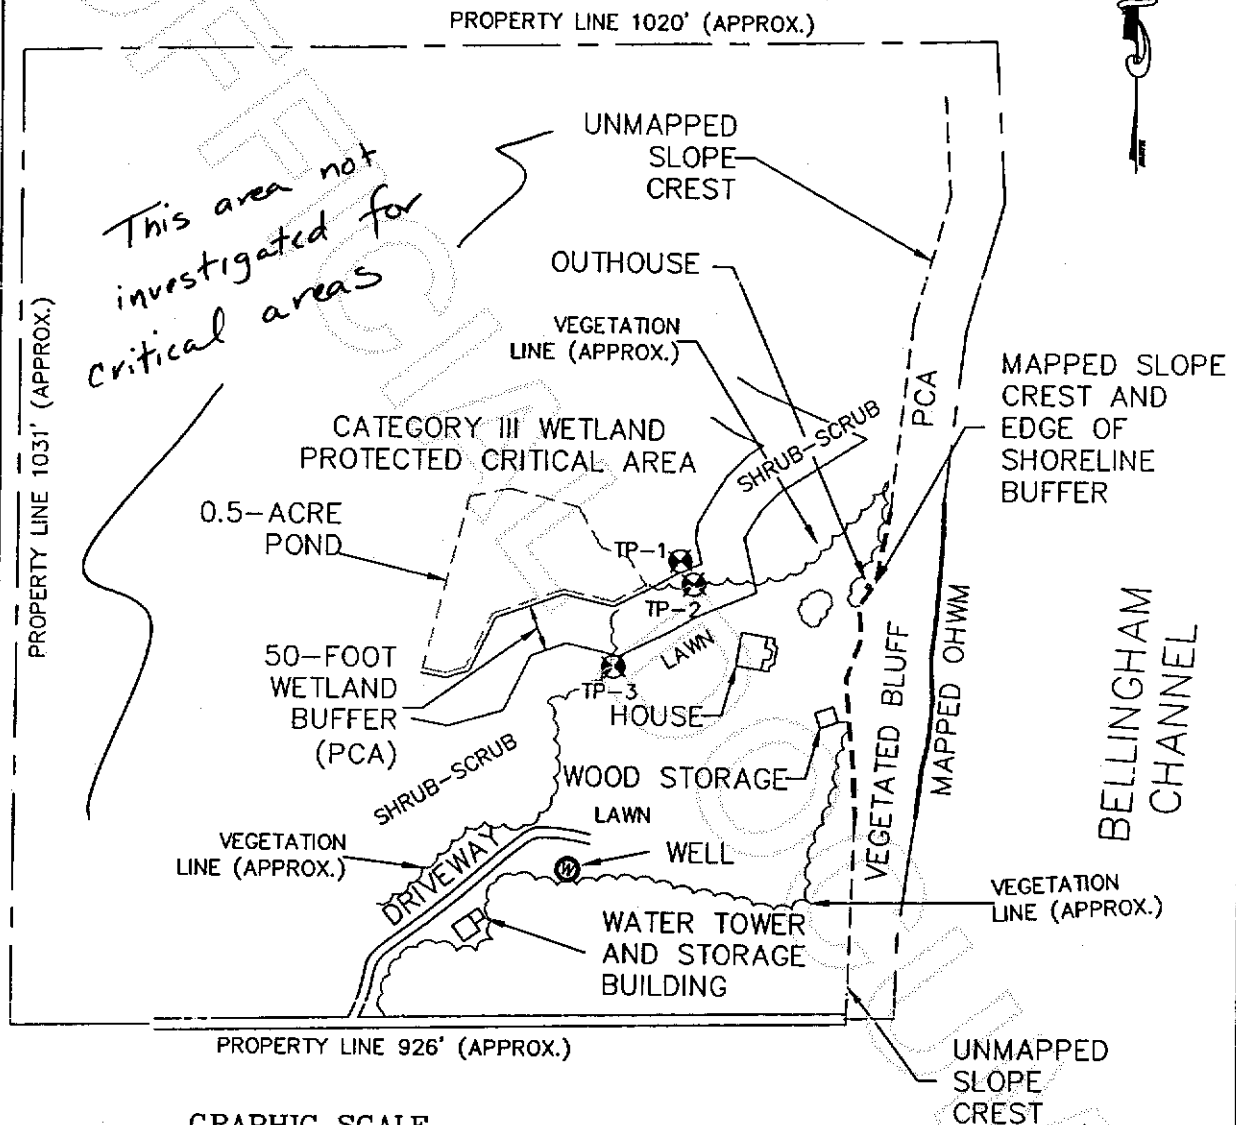 PROPERTY LINE 1020' (APPROX.)
UNMAPPED
SLOPE
CREST
This area not
investigated for
critical areas
OUTHOUSE
VEGETATION
LINE (APPROX.)
PROPERTY LINE 1031' (APPROX.)
PCA
MAPPED SLOPE
CREST AND
EDGE OF
SHORELINE
BUFFER
CATEGORY III WETLAND
PROTECTED CRITICAL AREA
SHRUB-SCRUB
0.5-ACRE
POND
TP-1
TP-2
TP-3
LAWN
50-FOOT
WETLAND
BUFFER
(PCA)
HOUSE
VEGETATED BLUFF
MAPPED OHWM
BELLINGHAM
CHANNEL
SHRUB-SCRUB
WOOD STORAGE
LAWN
VEGETATION
LINE (APPROX.)
DRIVEWAY
W
WELL
VEGETATION
LINE (APPROX.)
WATER TOWER
AND STORAGE
BUILDING
PROPERTY LINE 926' (APPROX.)
UNMAPPED
SLOPE
CREST
GRAPHIC SCALE